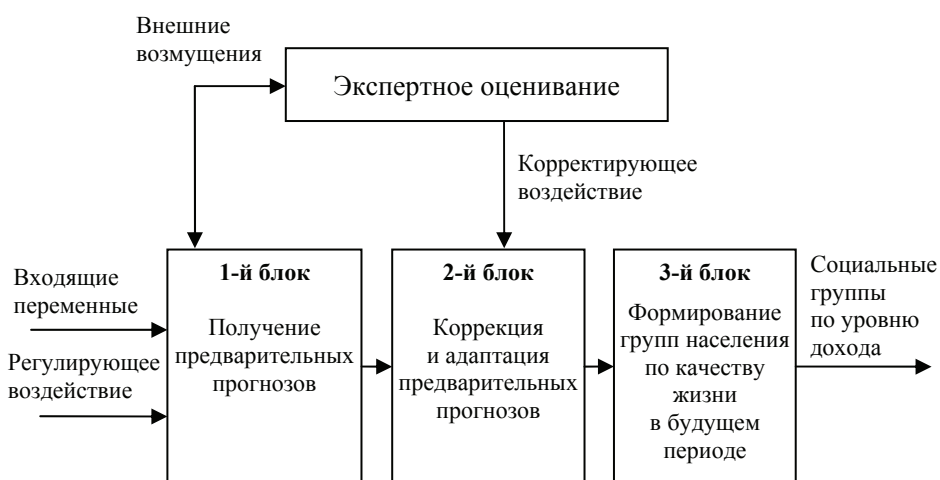 Внешние
возмущения
Экспертное оценивание
Корректирующее
воздействие
Входящие
переменные
Регулирующее
воздействие
1-й блок
Получение
предварительных
прогнозов
2-й блок
Коррекция
и адаптация
предварительных
прогнозов
3-й блок
Формирование
групп населения
по качеству
жизни
в будущем
периоде
Социальные
группы
по уровню
дохода